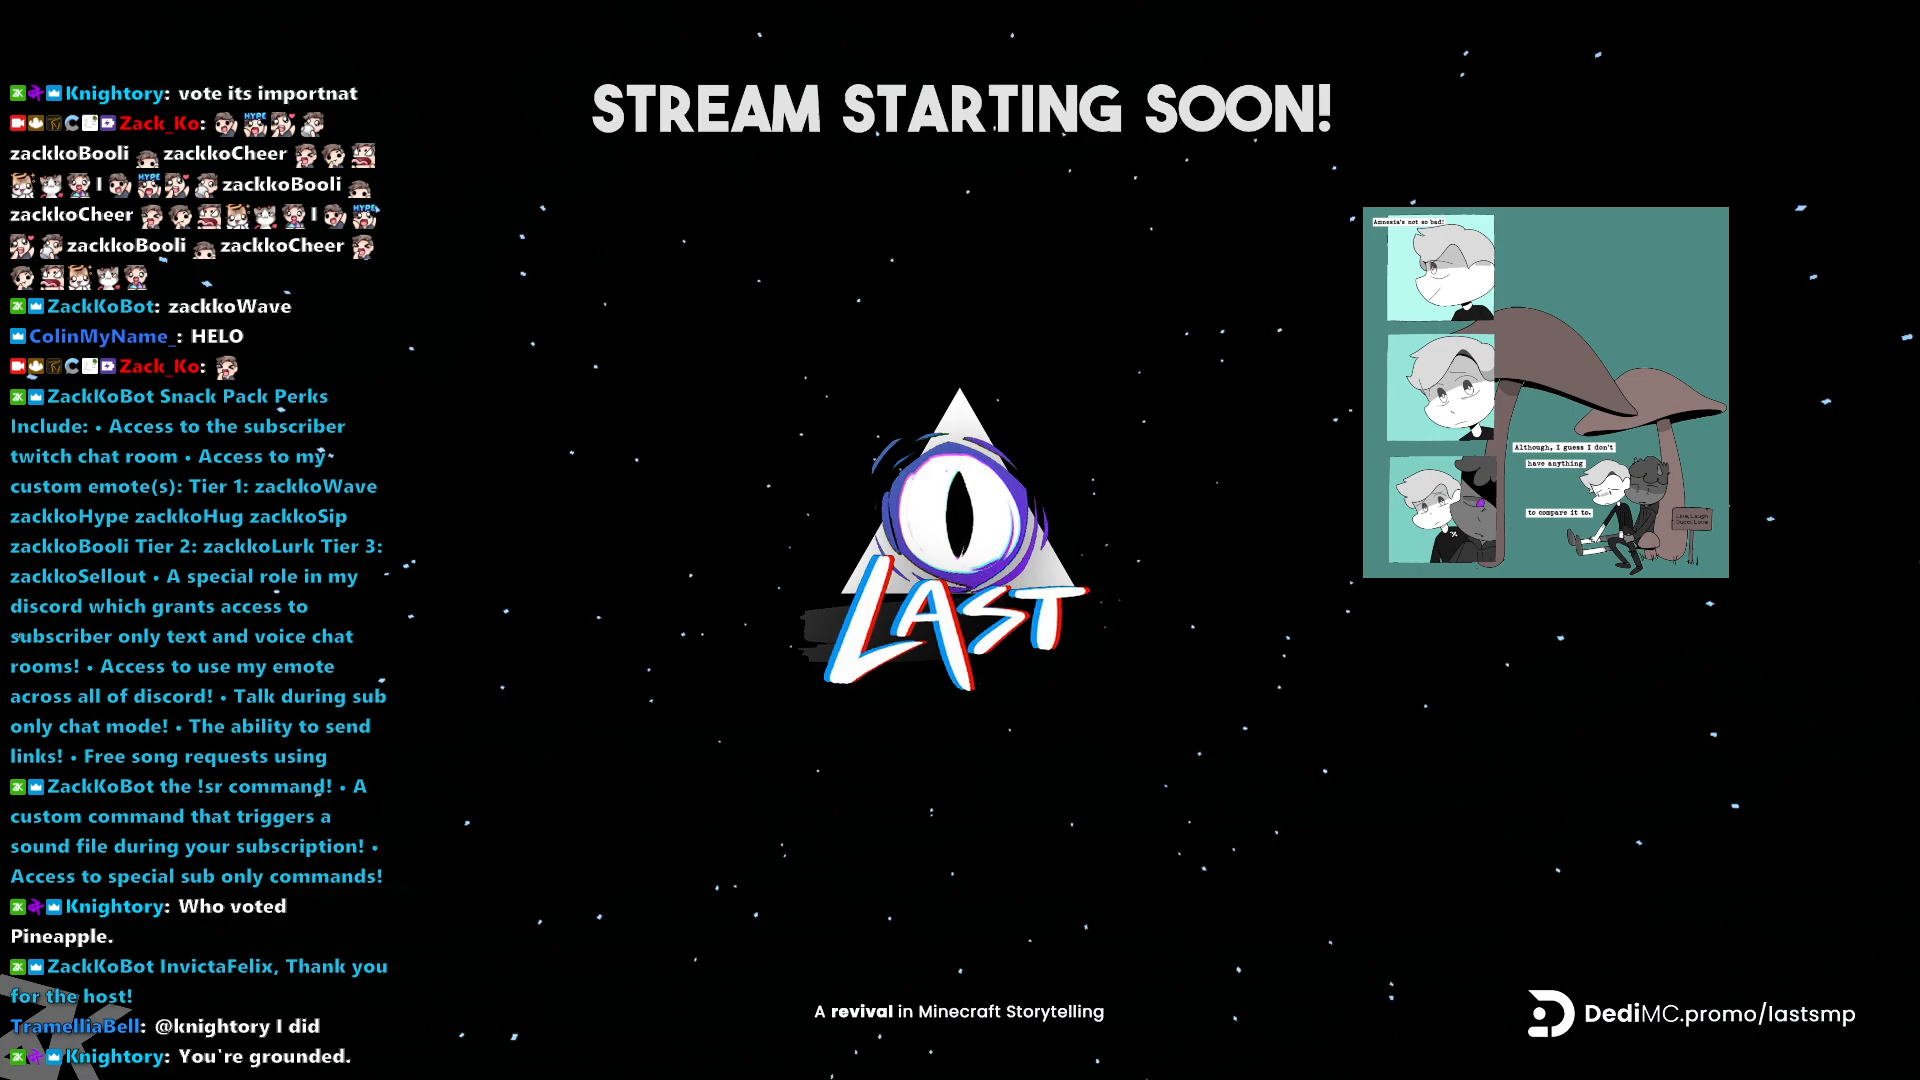 STREAM STARTING SOON!
Knightory: vote its importnat
Zack_Ko:
zackkoBooli zackkoCheer
I zackkoBooli
zackkoCheer I
zackkoBooli zackkoCheer
ZackKoBot: zackkoWave
ColinMyName_: HELO
Zack_Ko:
ZackKoBot Snack Pack Perks
Include: • Access to the subscriber
twitch chat room • Access to my
custom emote(s): Tier 1: zackkoWave
zackkoHype zackkoHug zackkoSip
zackkoBooli Tier 2: zackkoLurk Tier 3:
zackkoSellout • A special role in my
discord which grants access to
subscriber only text and voice chat
rooms! • Access to use my emote
across all of discord! • Talk during sub
only chat mode! • The ability to send
links! • Free song requests using
ZackKoBot the !sr command! • A
custom command that triggers a
sound file during your subscription! •
Access to special sub only commands!
Knightory: Who voted
Pineapple.
ZackKoBot InvictaFelix, Thank you
for the host!
TramelliaBell: @knightory I did
Knightory: You're grounded.
LAST
A revival in Minecraft Storytelling
Amnesia's not so bad!
Although, I guess I don't
have anything
to compare it to.
Live, Laugh
DediMC.promo/lastsmp